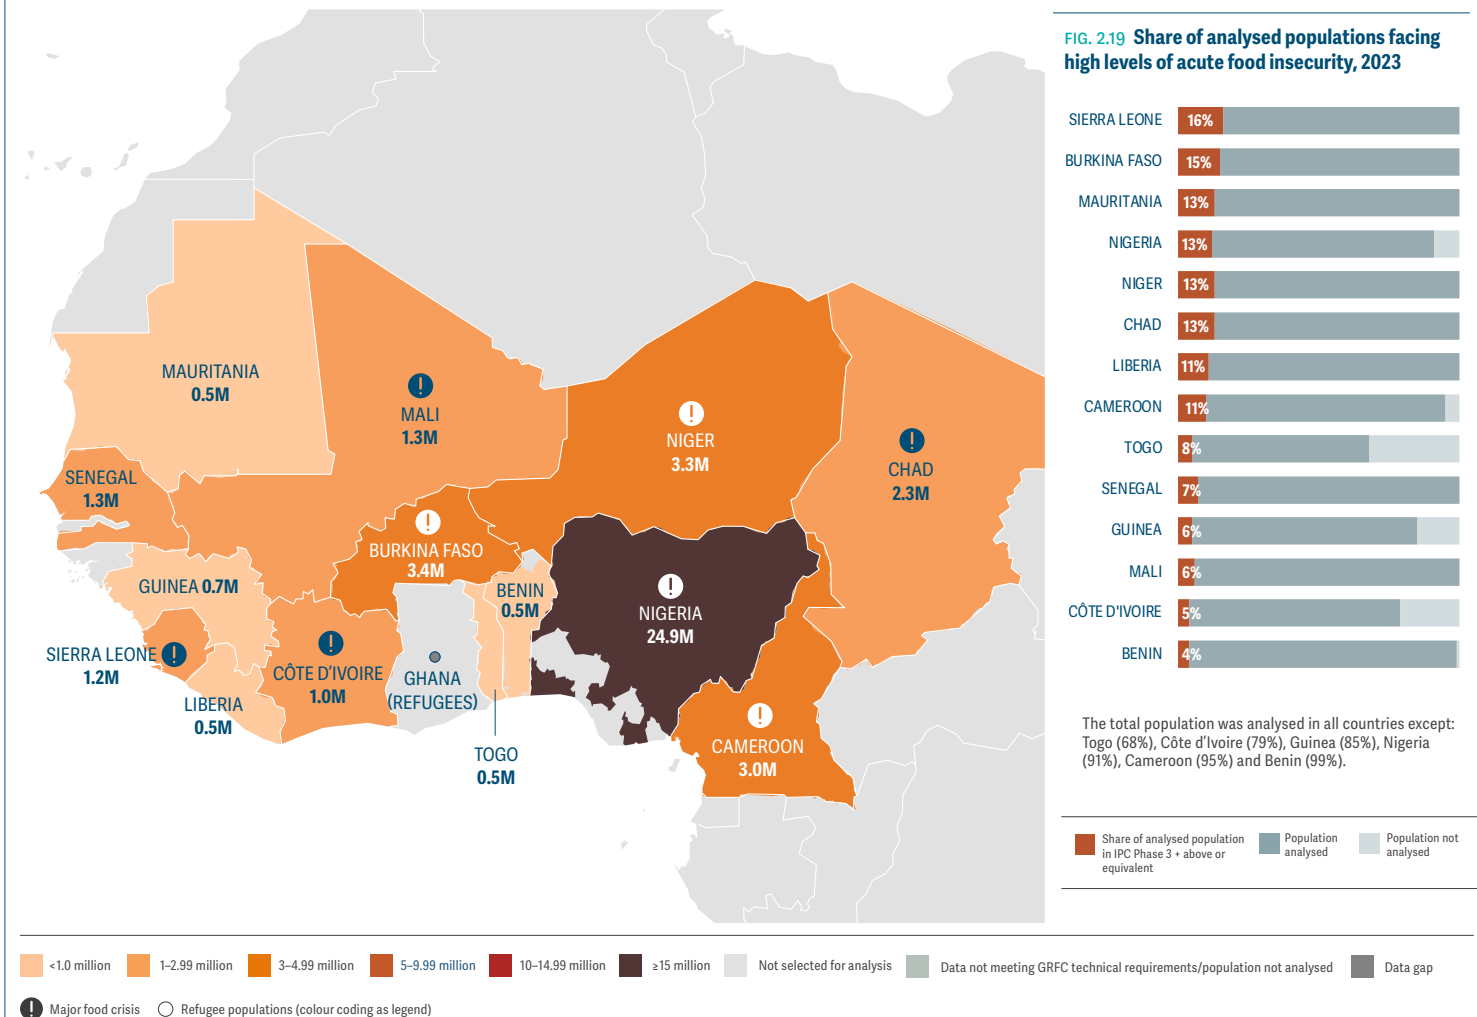 FIG. 2.19 Share of analysed populations facing
high levels of acute food insecurity, 2023
SIERRA LEONE 16%
BURKINA FASO 15%
MAURITANIA 13%
NIGERIA 13%
NIGER 13%
CHAD 13%
LIBERIA 11%
CAMEROON 11%
TOGO 8%
SENEGAL 7%
GUINEA 6%
MALI 6%
CÔTE D'IVOIRE 5%
BENIN 4%
The total population was analysed in all countries except:
Togo (68%), Côte d’Ivoire (79%), Guinea (85%), Nigeria
(91%), Cameroon (95%) and Benin (99%).
Share of analysed population
in IPC Phase 3 + above or
equivalent
Population
analysed
Population not
analysed
MAURITANIA
0.5M
!
MALI
1.3M
!
NIGER
3.3M
!
CHAD
2.3M
SENEGAL
1.3M
!
BURKINA FASO
3.4M
GUINEA 0.7M
BENIN
0.5M
!
NIGERIA
24.9M
SIERRA LEONE !
1.2M
!
CÔTE D’IVOIRE
1.0M
GHANA
(REFUGEES)
LIBERIA
0.5M
TOGO
0.5M
!
CAMEROON
3.0M
<1.0 million
1–2.99 million
3–4.99 million
5–9.99 million
10–14.99 million
≥15 million
Not selected for analysis
Data not meeting GRFC technical requirements/population not analysed
Data gap
! Major food crisis
Refugee populations (colour coding as legend)